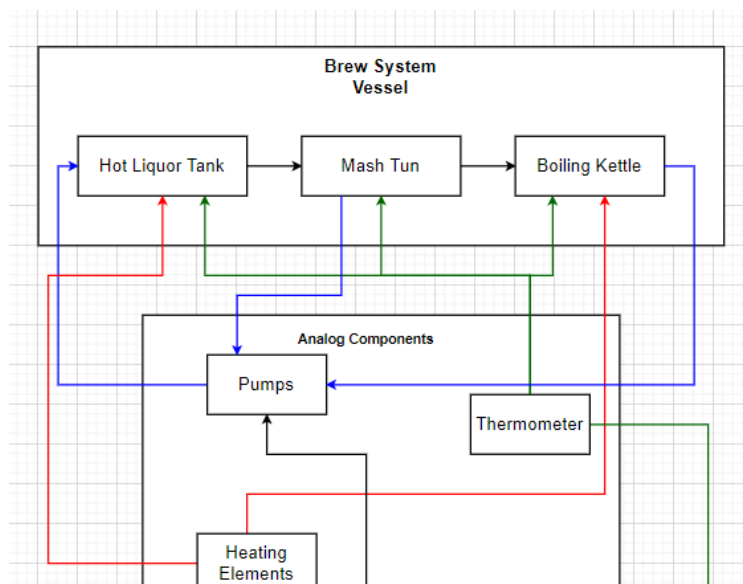 Brew System
Vessel
Hot Liquor Tank
Mash Tun
Boiling Kettle
Analog Components
Pumps
Thermometer
Heating
Elements